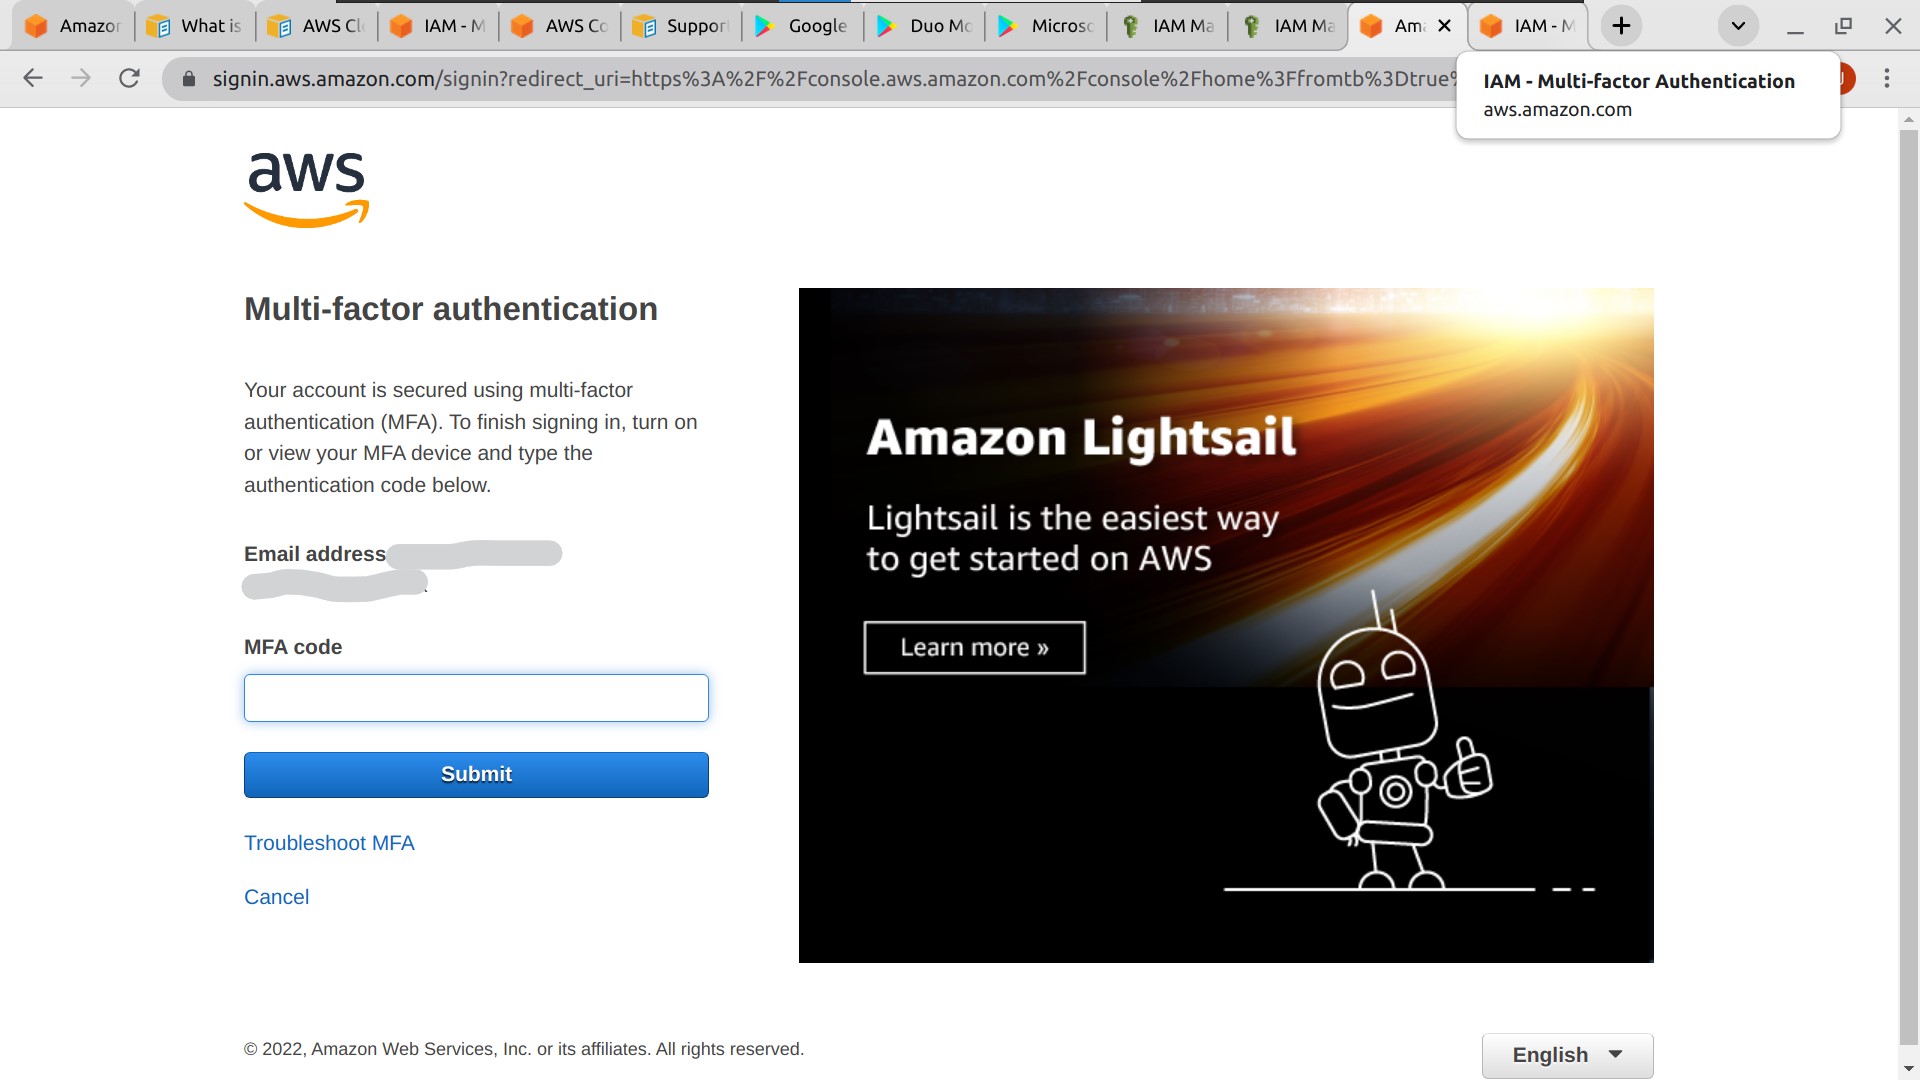 Amazon
What is
AWS Cl
IAM - M
AWS Co
Suppor
Google
Duo Mo
Microso
IAM Ma
IAM Ma
Ama
IAM - M
signin.aws.amazon.com/signin?redirect_uri=https%3A%2F%2Fconsole.aws.amazon.com%2Fconsole%2Fhome%3Ffromtb%3Dtrue%
IAM - Multi-factor Authentication
aws.amazon.com
aws
Multi-factor authentication
Your account is secured using multi-factor
authentication (MFA). To finish signing in, turn on
or view your MFA device and type the
authentication code below.
Email address
MFA code
Submit
Troubleshoot MFA
Cancel
Amazon Lightsail
Lightsail is the easiest way
to get started on AWS
Learn more »
© 2022, Amazon Web Services, Inc. or its affiliates. All rights reserved.
English